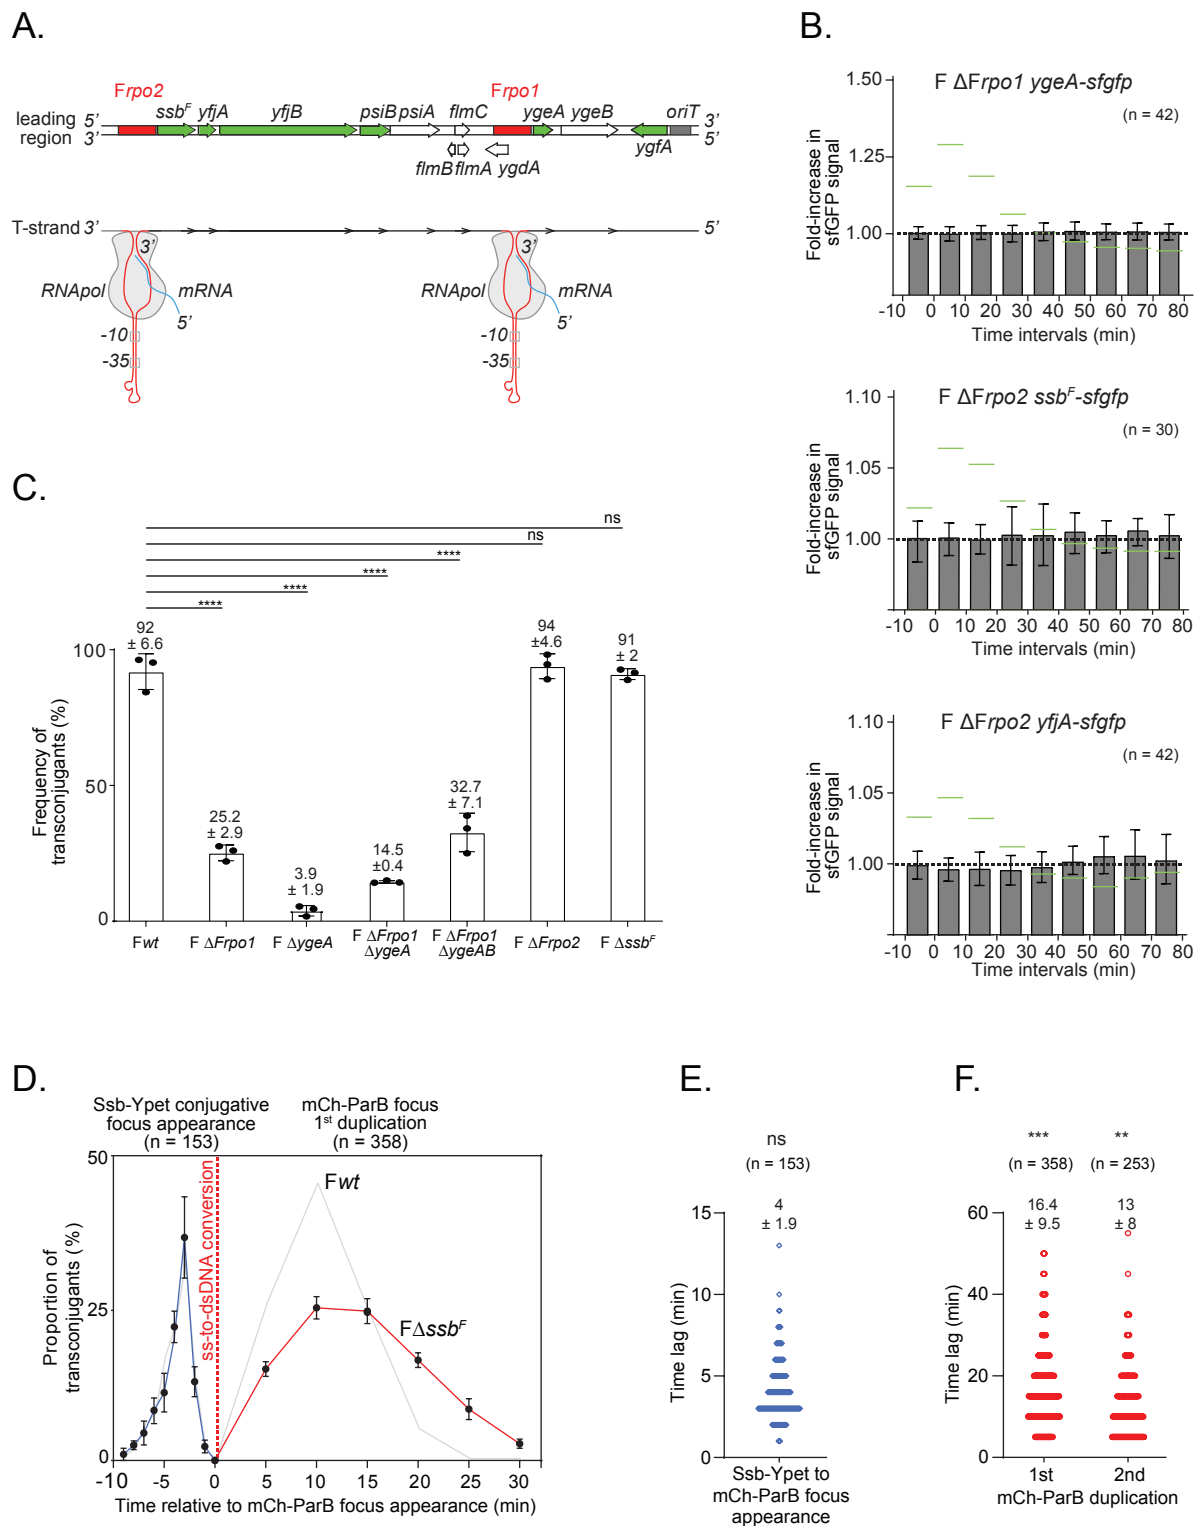 A.
Frpo2
Frpo1
ssbF yfjA yfjB psiB psiA flmC ygeA ygeB oriT
leading region
5'
3'
3'
5'
flmB flmA ygdA ygfA
T-strand 3'
5'
3'
3'
RNApol mRNA
RNApol mRNA
5'
5'
-10
-10
-35
-35
B.
F ΔFrpo1 ygeA-sfgfp
(n = 42)
Fold-increase in
sfGFP signal
1.50
1.25
1.00
-10 0 10 20 30 40 50 60 70 80
Time intervals (min)
F ΔFrpo2 ssbF-sfgfp
(n = 30)
Fold-increase in
sfGFP signal
1.10
1.05
1.00
-10 0 10 20 30 40 50 60 70 80
Time intervals (min)
F ΔFrpo2 yfjA-sfgfp
(n = 42)
Fold-increase in
sfGFP signal
1.10
1.05
1.00
-10 0 10 20 30 40 50 60 70 80
Time intervals (min)
C.
ns
ns
****
****
****
****
Frequency of
transconjugants (%)
100
50
0
92
± 6.6
25.2
± 2.9
3.9
± 1.9
14.5
±0.4
32.7
± 7.1
94
±4.6
91
± 2
Fwt
F ΔFrpo1
F ΔygeA
F ΔFrpo1
ΔygeA
F ΔFrpo1
ΔygeAB
F ΔFrpo2
F ΔssbF
D.
Ssb-Ypet conjugative
focus appearance
(n = 153)
mCh-ParB focus
1st duplication
(n = 358)
Proportion of
transconjugants (%)
50
25
0
ss-to-dsDNA conversion
Fwt
FΔssbF
-10 -5 0 5 10 15 20 25 30
Time relative to mCh-ParB focus appearance (min)
E.
ns
(n = 153)
4
± 1.9
Time lag (min)
15
10
5
0
Ssb-Ypet to
mCh-ParB focus
appearance
F.
*** **
(n = 358) (n = 253)
16.4
± 9.5
13
± 8
Time lag (min)
60
40
20
0
1st 2nd
mCh-ParB duplication